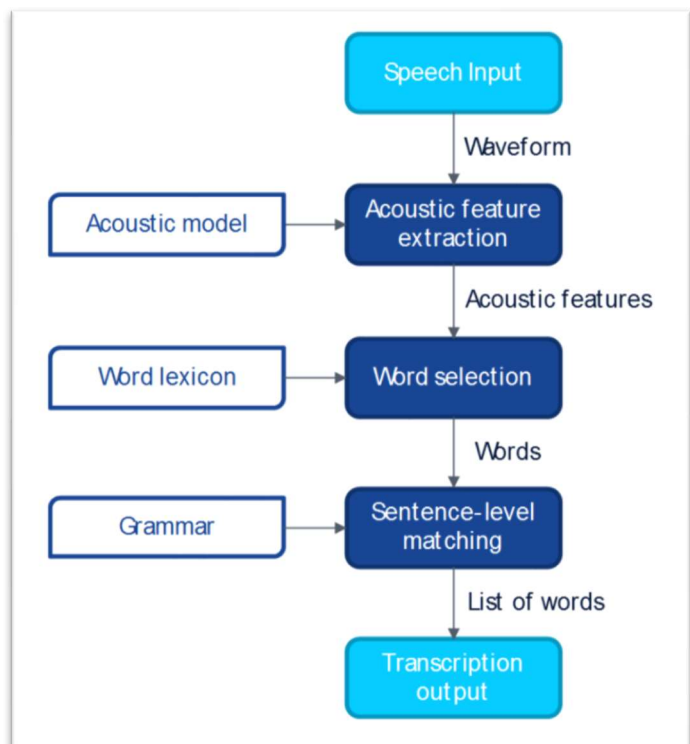 Speech Input
Waveform
Acoustic model
Acoustic feature
extraction
Acoustic features
Word lexicon
Word selection
Words
Grammar
Sentence-level
matching
List of words
Transcription
output